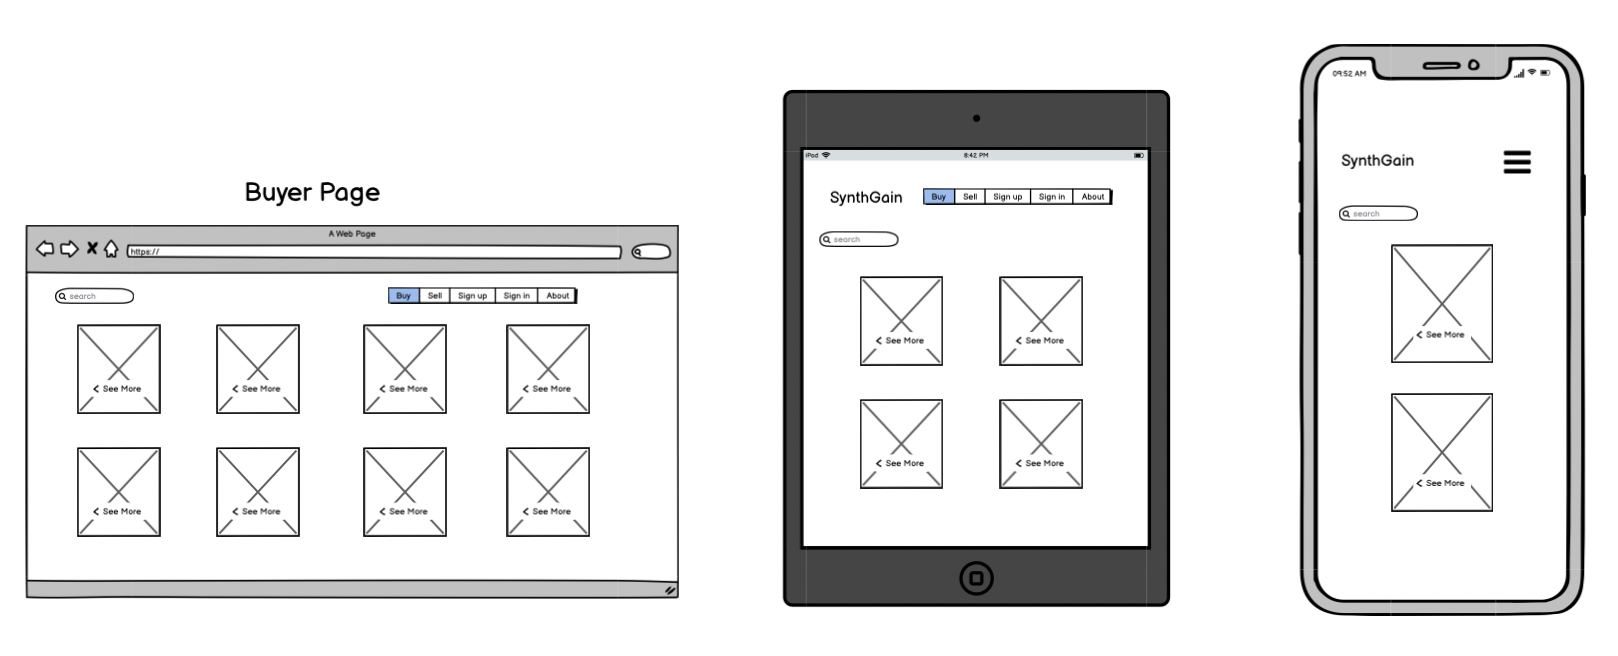 Buyer Page
A Web Page
https://
search
Buy Sell Sign up Sign in About
< See More < See More < See More < See More
< See More < See More < See More < See More
iPod 8:42 PM
SynthGain Buy Sell Sign up Sign in About
search
< See More < See More
< See More < See More
09:52 AM
SynthGain
search
< See More
< See More